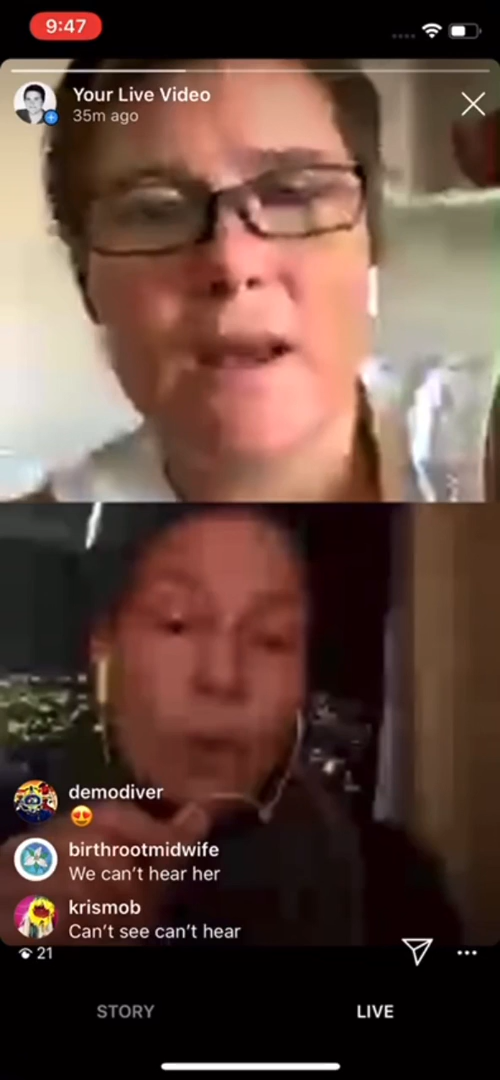 9:47
Your Live Video
35m ago
demodiver
😍
birthrootmidwife
We can't hear her
krismob
Can't see can't hear
21
STORY
LIVE